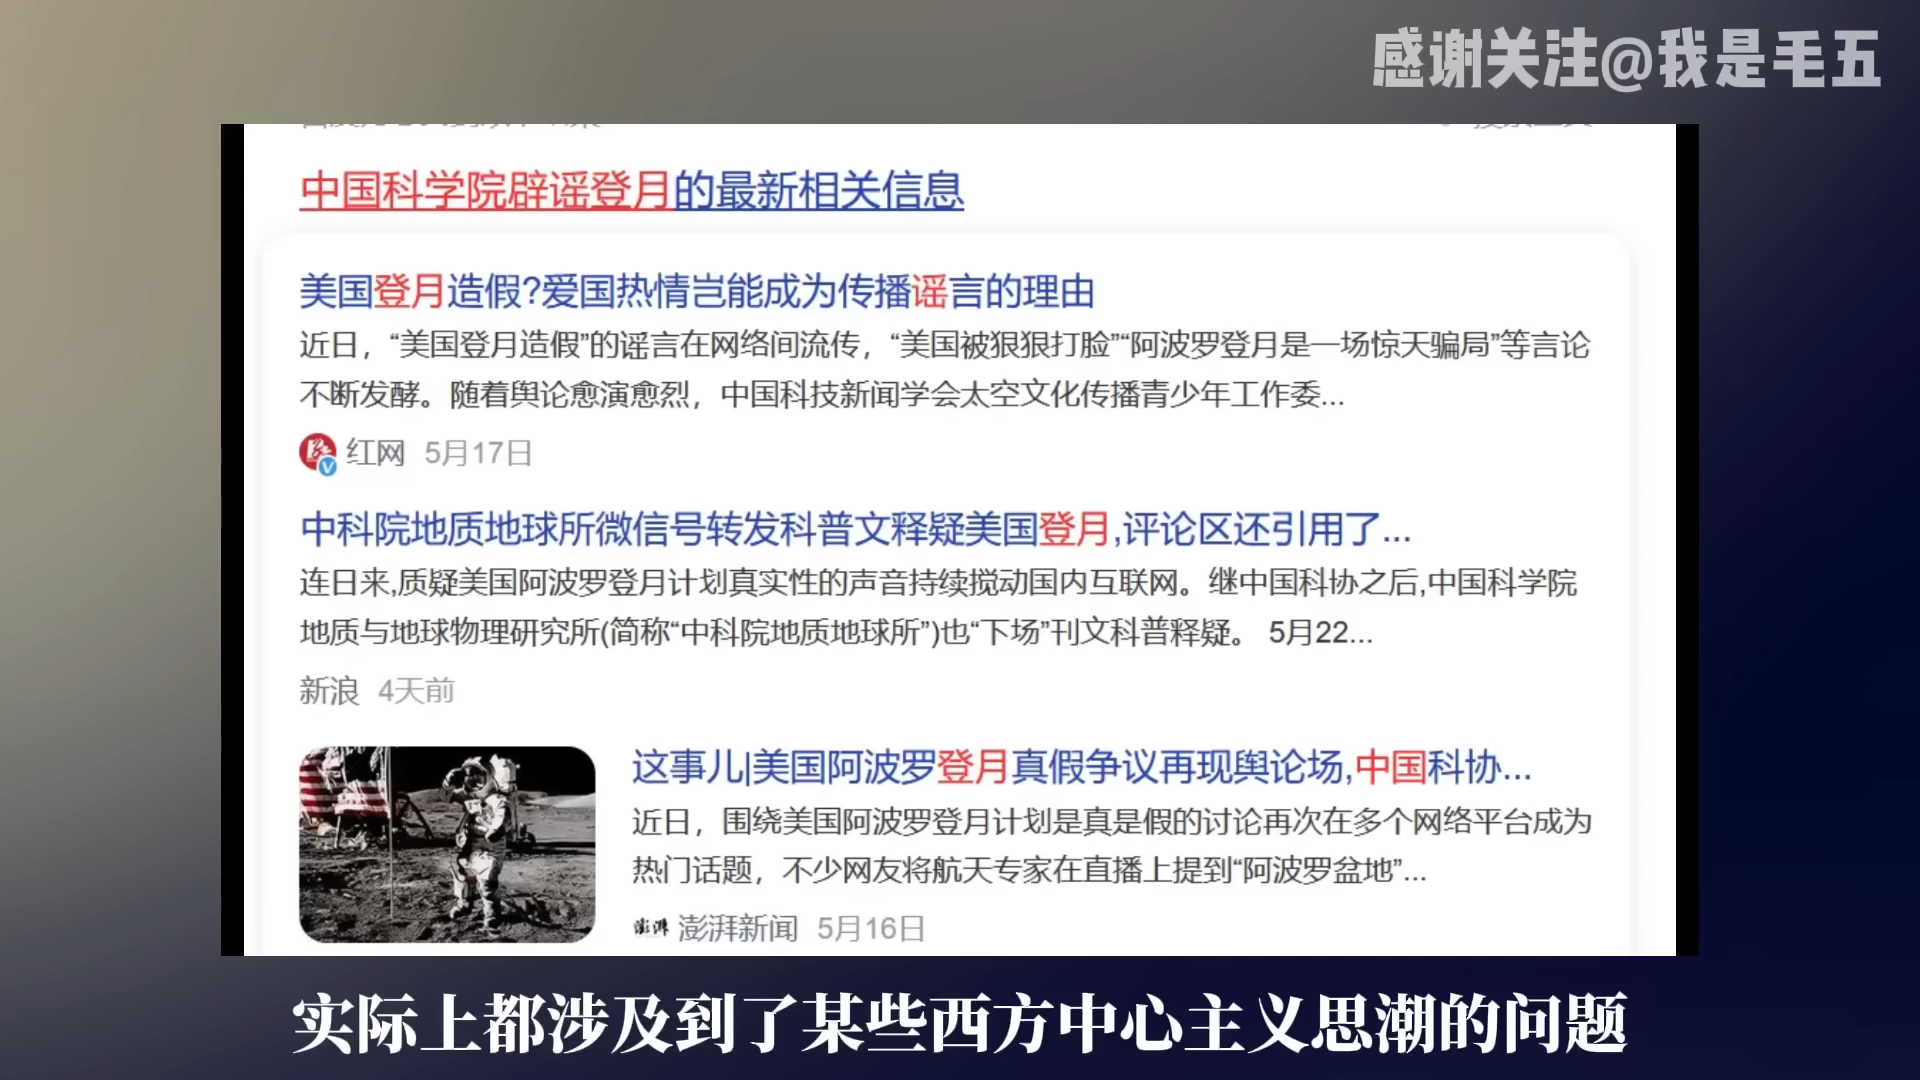 感谢关注@我是毛五
中国科学院辟谣登月的最新相关信息
美国登月造假?爱国热情岂能成为传播谣言的理由
近日，“美国登月造假”的谣言在网络间流传，“美国被狠狠打脸”“阿波罗登月是一场惊天骗局”等言论
不断发酵。随着舆论愈演愈烈，中国科技新闻学会太空文化传播青少年工作委...
红网 5月17日
中科院地质地球所微信号转发科普文释疑美国登月,评论区还引用了...
连日来,质疑美国阿波罗登月计划真实性的声音持续搅动国内互联网。继中国科协之后,中国科学院
地质与地球物理研究所(简称“中科院地质地球所”)也“下场”刊文科普释疑。 5月22...
新浪 4天前
这事儿|美国阿波罗登月真假争议再现舆论场,中国科协...
近日，围绕美国阿波罗登月计划是真是假的讨论再次在多个网络平台成为
热门话题，不少网友将航天专家在直播上提到“阿波罗盆地”...
澎湃 澎湃新闻 5月16日
实际上都涉及到了某些西方中心主义思潮的问题